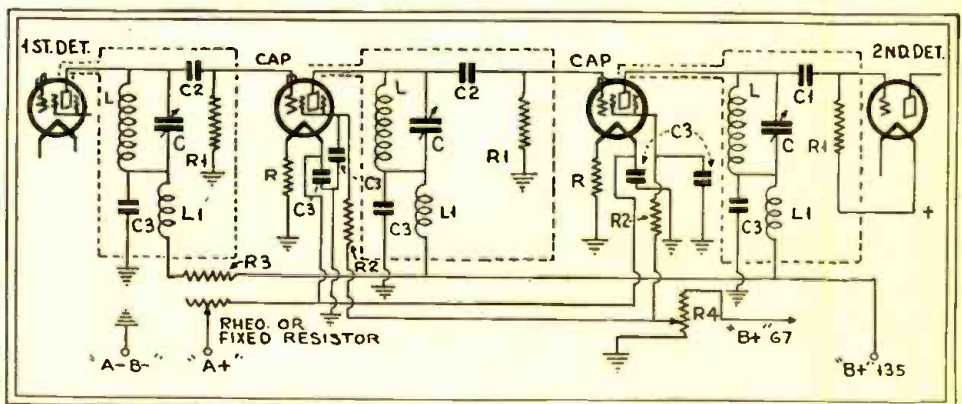 1ST. DET.
CAP
CAP
2ND. DET.
C2
C2
C1
L
L
L
C
C
C
R1
R1
R1
R
R
C3
C3
C3
C3
C3
C3
C3
L1
L1
L1
R2
R2
R3
R4
RHEO. OR
FIXED RESISTOR
"A-B-"
"A+"
"B+" 67
"B+" 135
+